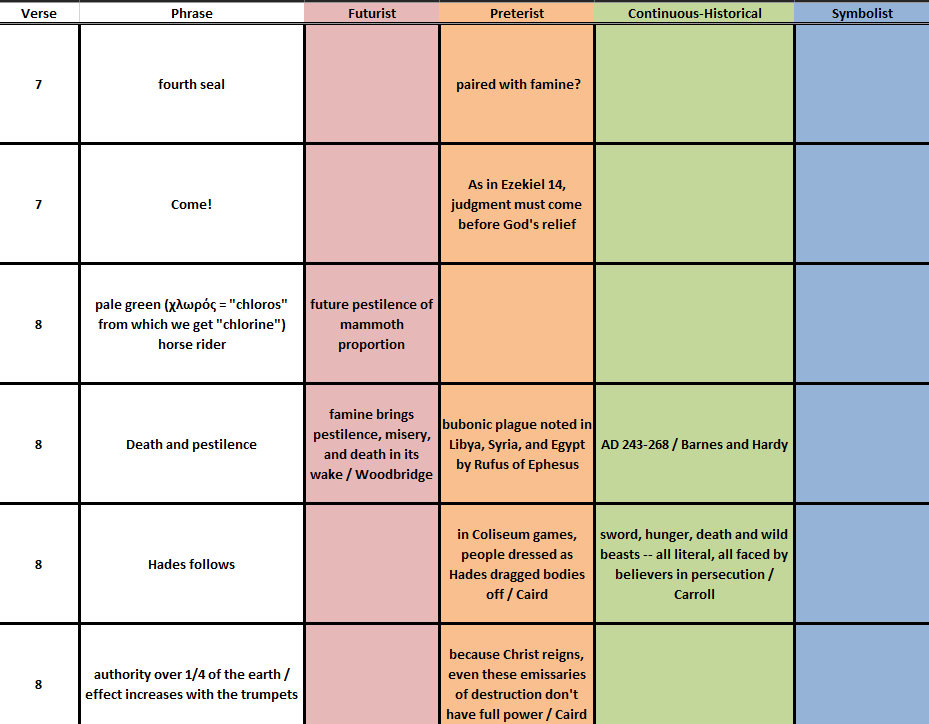 Verse Phrase Futurist Preterist Continuous-Historical Symbolist
7
fourth seal
paired with famine?
7
Come!
As in Ezekiel 14,
judgment must come
before God's relief
8
pale green (χλωρός = "chloros"
from which we get "chlorine")
horse rider
future pestilence of
mammoth
proportion
8
Death and pestilence
famine brings
pestilence, misery,
and death in its
wake / Woodbridge
bubonic plague noted in
Libya, Syria, and Egypt
by Rufus of Ephesus
AD 243-268 / Barnes and Hardy
8
Hades follows
in Coliseum games,
people dressed as
Hades dragged bodies
off / Caird
sword, hunger, death and wild
beasts -- all literal, all faced by
believers in persecution /
Carroll
8
authority over 1/4 of the earth /
effect increases with the trumpets
because Christ reigns,
even these emissaries
of destruction don't
have full power / Caird